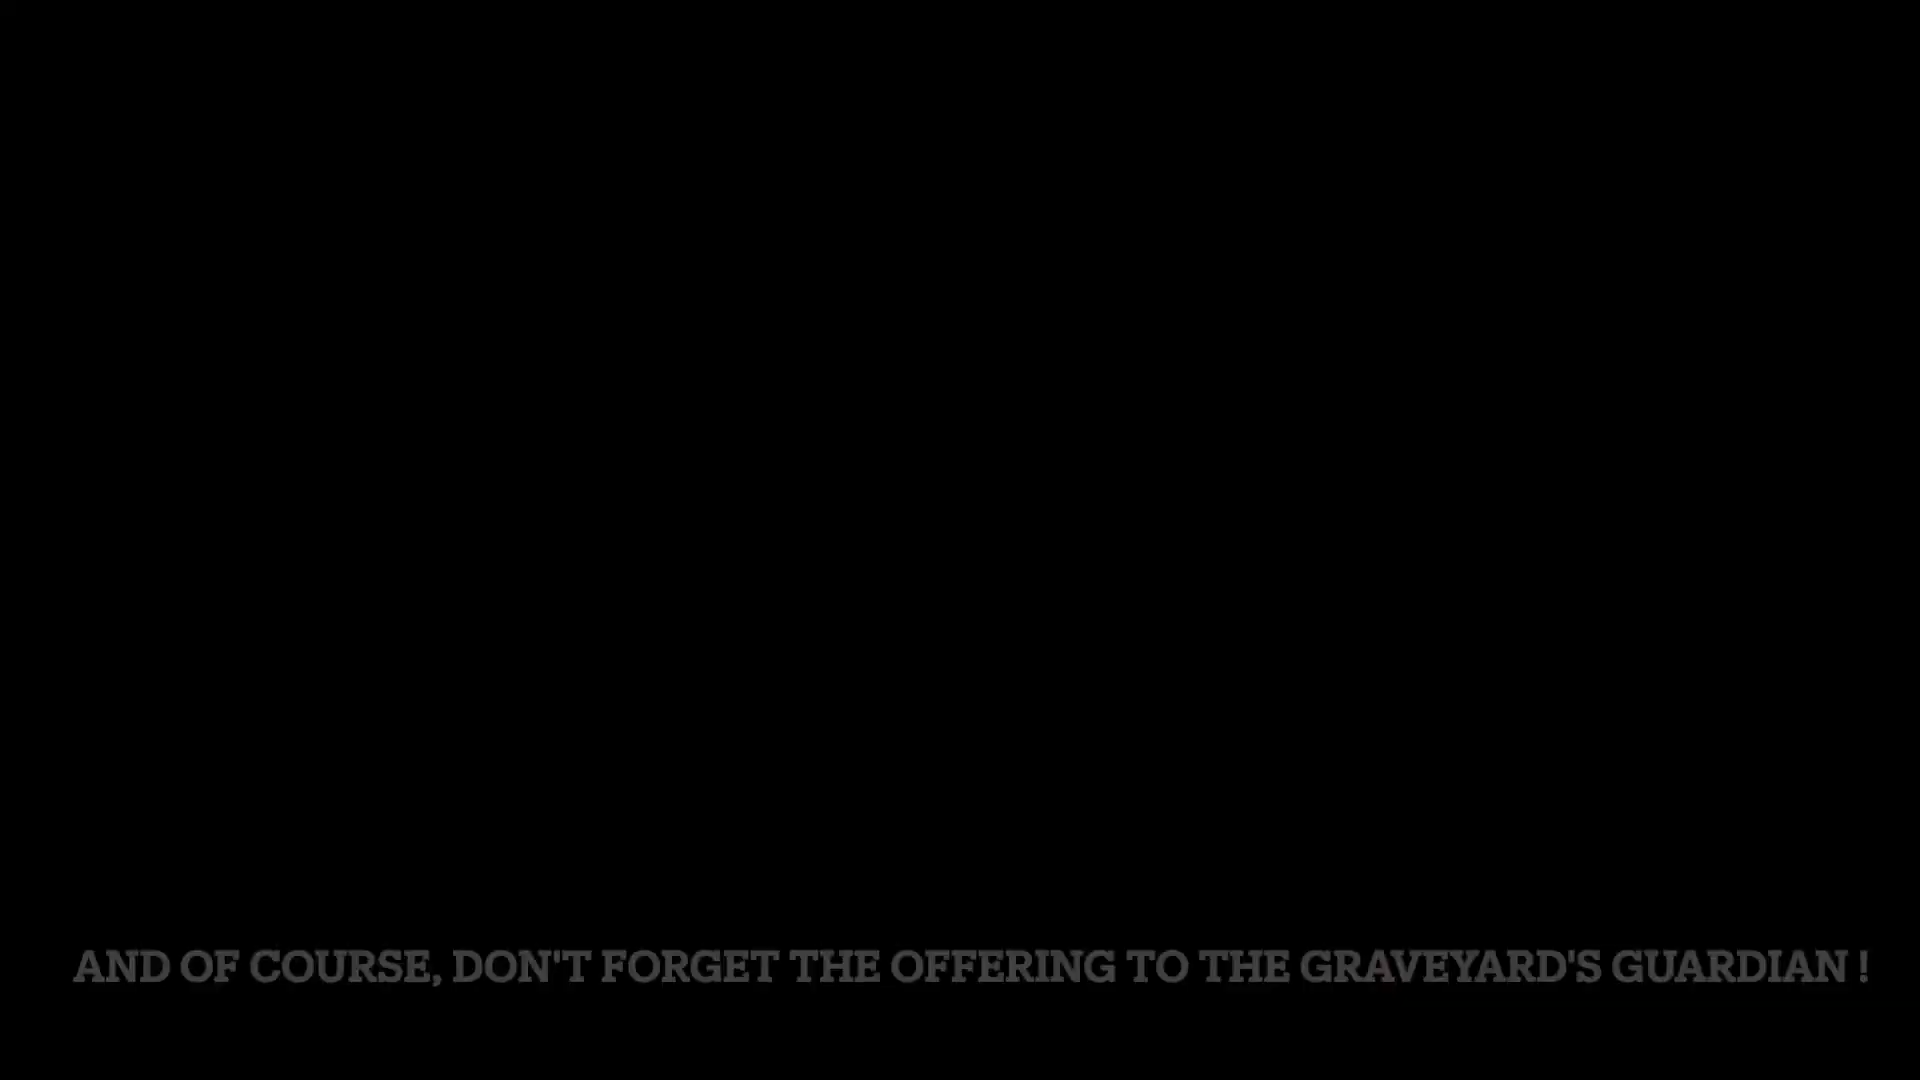 AND OF COURSE, DON'T FORGET THE OFFERING TO THE GRAVEYARD'S GUARDIAN !